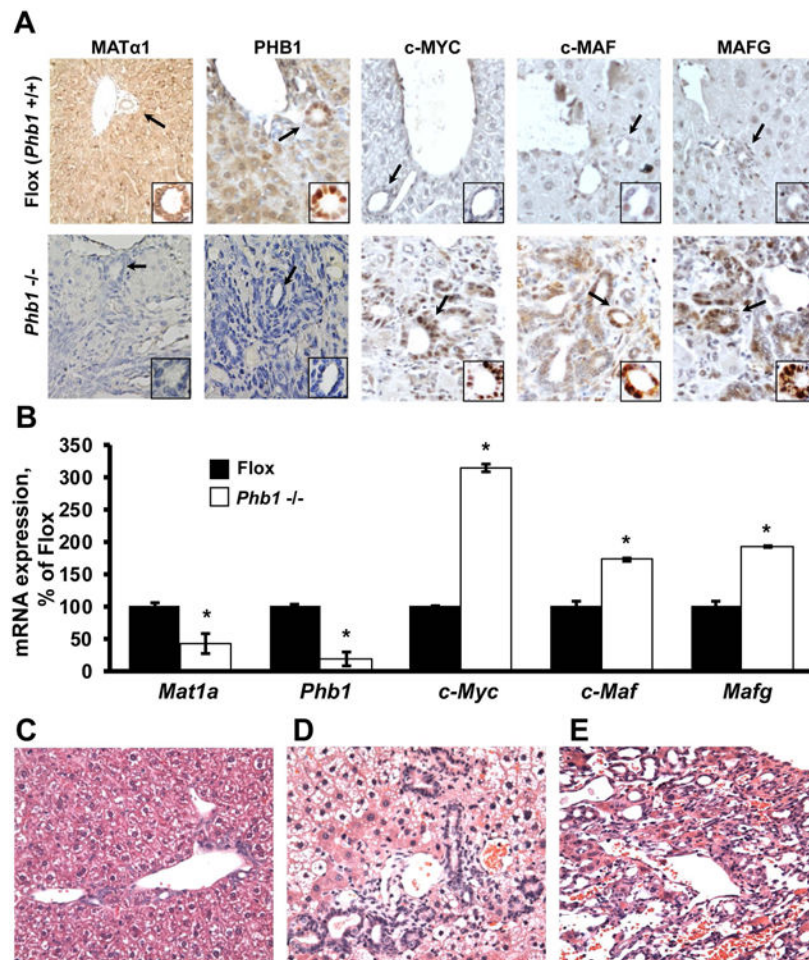 A
MATα1 PHB1 c-MYC c-MAF MAFG
Flox (Phb1 +/+)
Phb1 -/-
B
mRNA expression,
% of Flox
350
300
250
200
150
100
50
0
Flox
Phb1 -/-
* * * * *
Mat1a Phb1 c-Myc c-Maf Mafg
C D E